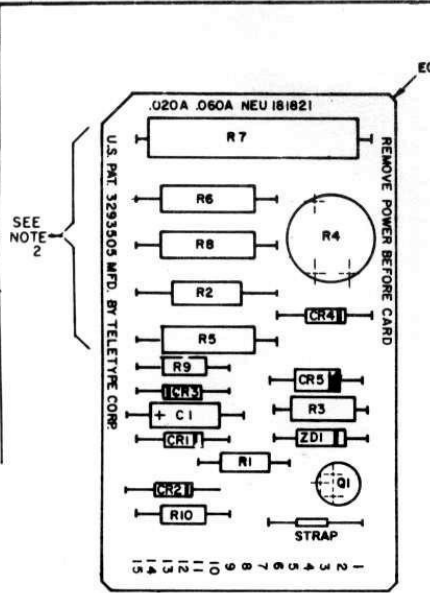 EC
.020A .060A NEU 181821
R7
U.S. PAT. 3293505 MFD. BY TELETYPE CORP.
REMOVE POWER BEFORE CARD
R6
R4
SEE
NOTE
2
R8
R2
CR4
R5
R9
CR5
CR3
+ C1
R3
CR1
ZD1
R1
Q1
CR2
R10
STRAP
15 14 13 12 11 10 9 8 7 6 5 4 3 2 1